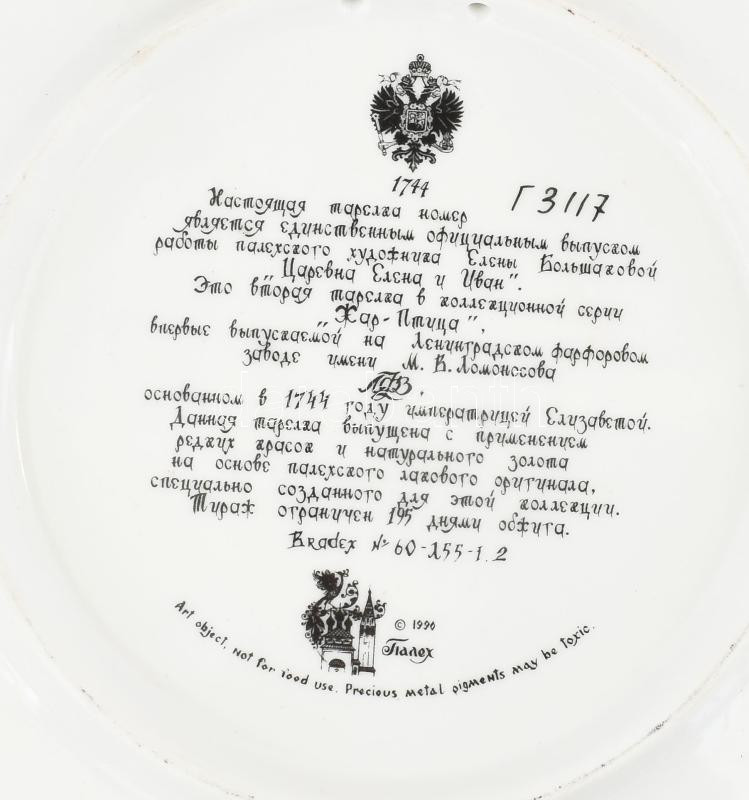 1744
Настоящая тарелка номер Г3117
является единственным официальным выпуском
работы палехского художника Елены Большаковой
"Царевна Елена и Иван".
Это вторая тарелка в коллекционной серии
"Жар-Птица",
впервые выпускаемой на Ленинградском фарфоровом
заводе имени М. В. Ломоносова
ЛФЗ,
основанном в 1744 году императрицей Елизаветой.
Данная тарелка выпущена с применением
редких красок и натурального золота
на основе палехского лакового оригинала,
специально созданного для этой коллекции.
Тираж ограничен 195 днями обжига.
Bradex № 60-Л55-1.2
© 1990
Палех
Art object, not for food use. Precious metal pigments may be toxic.